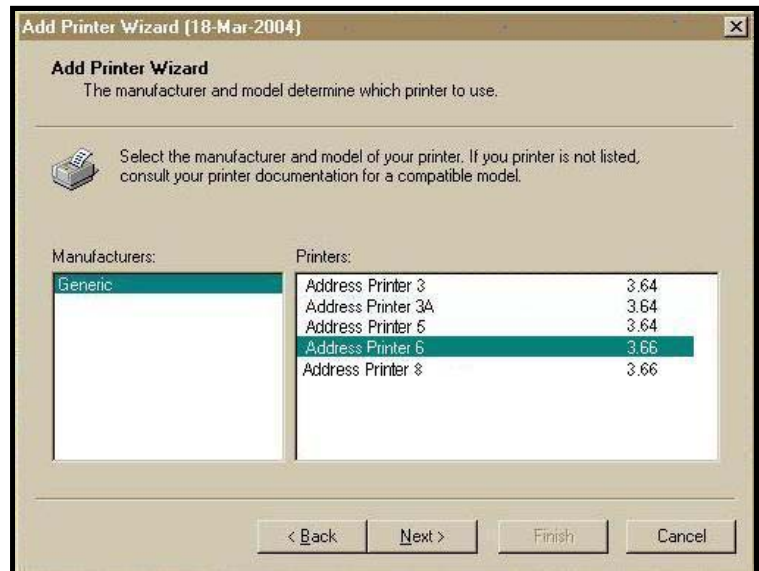 Add Printer Wizard (18-Mar-2004)
Add Printer Wizard
The manufacturer and model determine which printer to use.
Select the manufacturer and model of your printer. If you printer is not listed,
consult your printer documentation for a compatible model.
Manufacturers:
Printers:
Generic
Address Printer 3 3.64
Address Printer 3A 3.64
Address Printer 5 3.64
Address Printer 6 3.66
Address Printer 8 3.66
< Back
Next >
Finish
Cancel